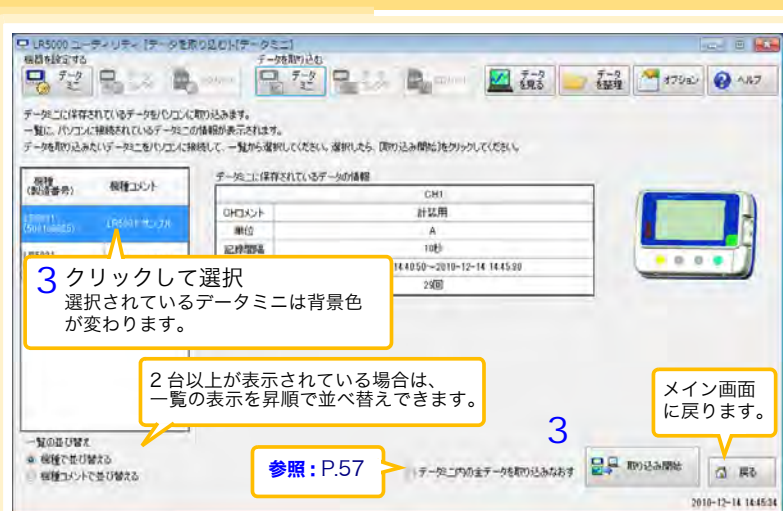 LR5000 ユーティリティ [データを取り込む]-[データミニ]
機器を設定する
データを取り込む
データミニ
データミニ
データを見る
データを整理
オプション
ヘルプ
データミニに保存されているデータをパソコンに取り込みます。
一覧に、パソコンに接続されているデータミニの情報が表示されます。
データを取り込みたいデータミニをパソコンに接続して、一覧から選択してください。選択したら、[取り込み開始]をクリックしてください。
機種
(製造番号)
機種コメント
データミニに保存されているデータの情報
CH1
CHコメント
計装用
単位
A
記録間隔
10秒
14:40:50～2010-12-14 14:45:30
29回
3 クリックして選択
選択されているデータミニは背景色
が変わります。
2 台以上が表示されている場合は、
一覧の表示を昇順で並べ替えできます。
メイン画面
に戻ります。
一覧の並び替え
機種で並び替える
機種コメントで並び替える
参照：P.57
データミニ内の全データを取り込みなおす
3
取り込み開始
戻る
2010-12-14 14:45:34